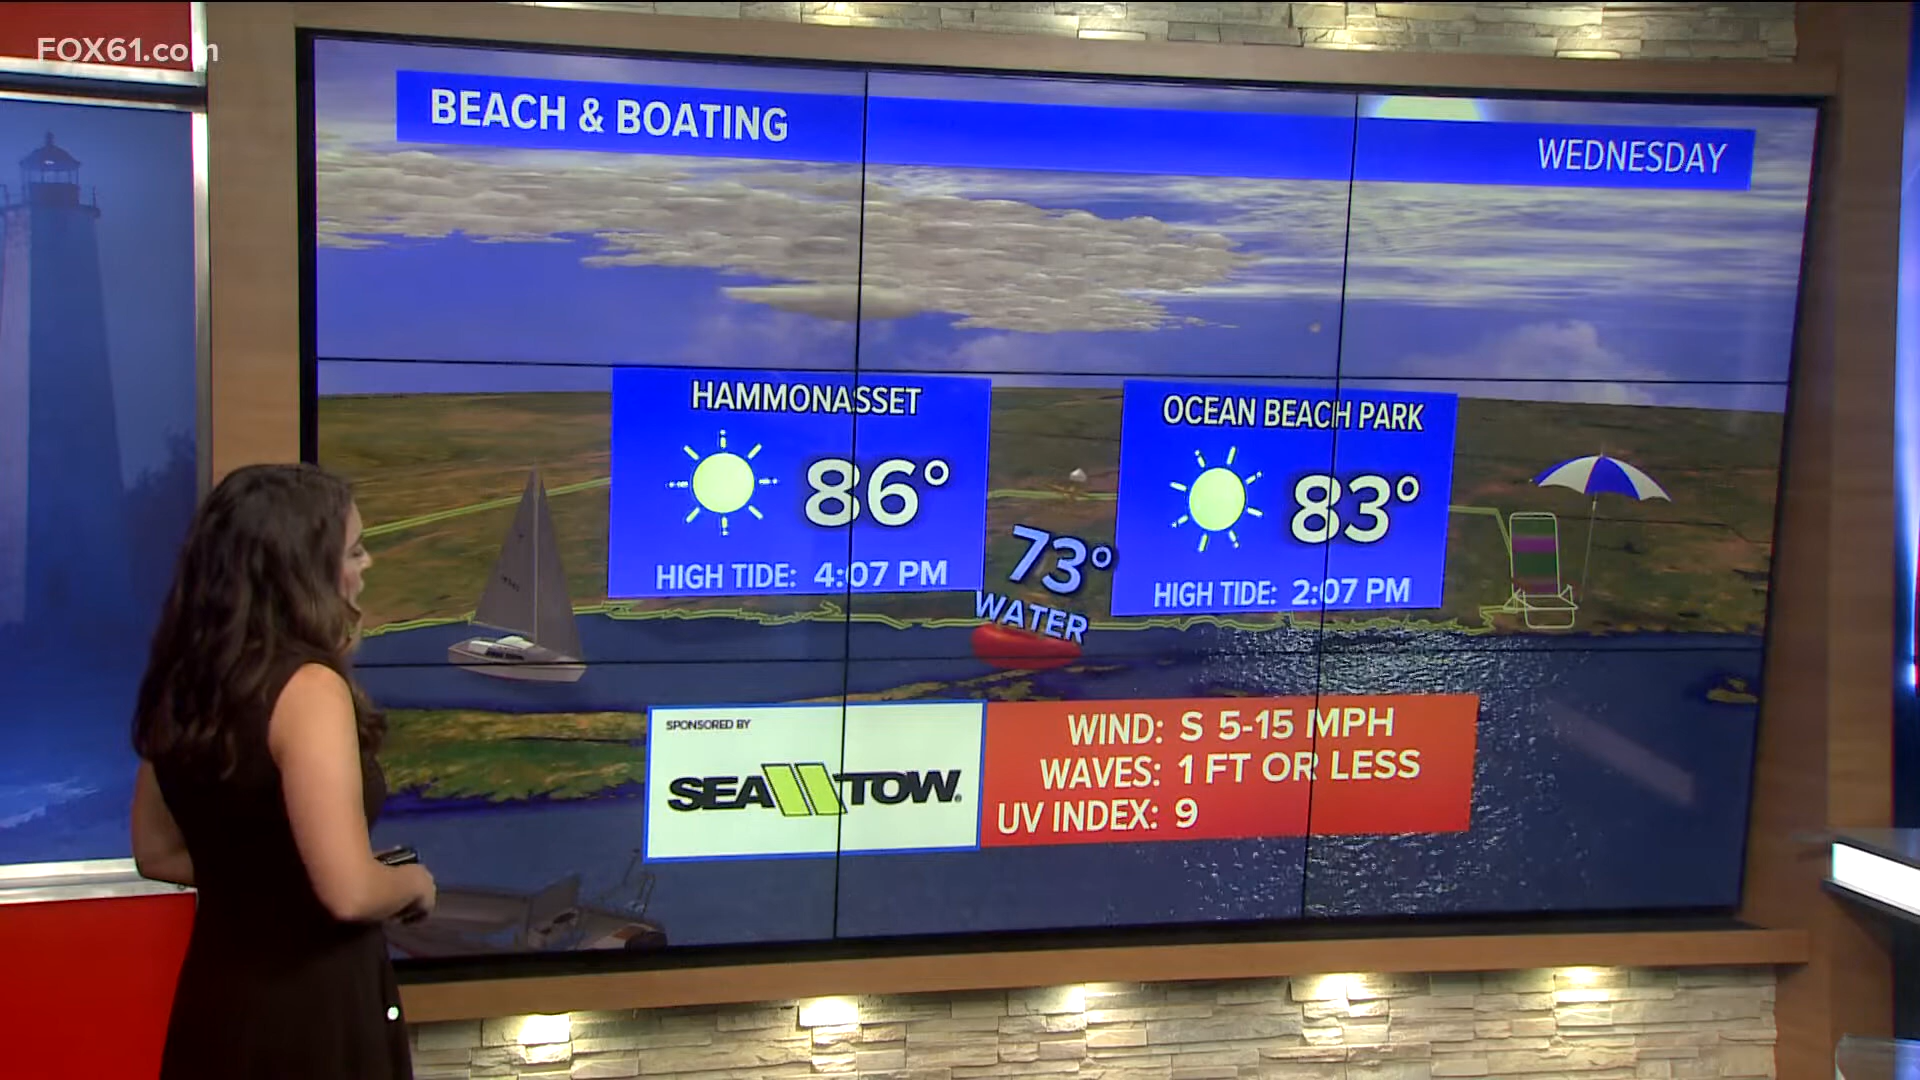 FOX61.com
BEACH & BOATING
WEDNESDAY
HAMMONASSET
86°
HIGH TIDE: 4:07 PM
OCEAN BEACH PARK
83°
HIGH TIDE: 2:07 PM
73°
WATER
SPONSORED BY
SEA TOW
WIND: S 5-15 MPH
WAVES: 1 FT OR LESS
UV INDEX: 9